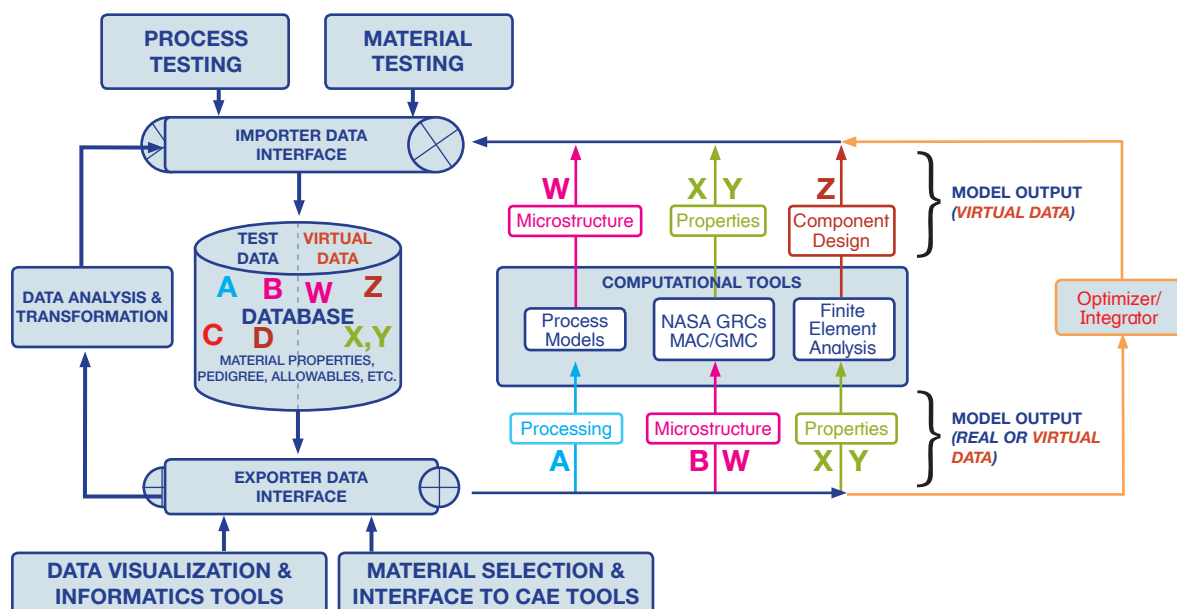 PROCESS
TESTING
MATERIAL
TESTING
IMPORTER DATA
INTERFACE
W
X Y
Z
MODEL OUTPUT
(VIRTUAL DATA)
Microstructure
Properties
Component
Design
TEST
DATA
VIRTUAL
DATA
A
B
W
Z
DATABASE
C
D
X,Y
MATERIAL PROPERTIES,
PEDIGREE, ALLOWABLES, ETC.
DATA ANALYSIS &
TRANSFORMATION
COMPUTATIONAL TOOLS
Process
Models
NASA GRCs
MAC/GMC
Finite
Element
Analysis
Optimizer/
Integrator
Processing
Microstructure
Properties
A
B W
X Y
MODEL OUTPUT
(REAL OR VIRTUAL
DATA)
EXPORTER DATA
INTERFACE
DATA VISUALIZATION &
INFORMATICS TOOLS
MATERIAL SELECTION &
INTERFACE TO CAE TOOLS